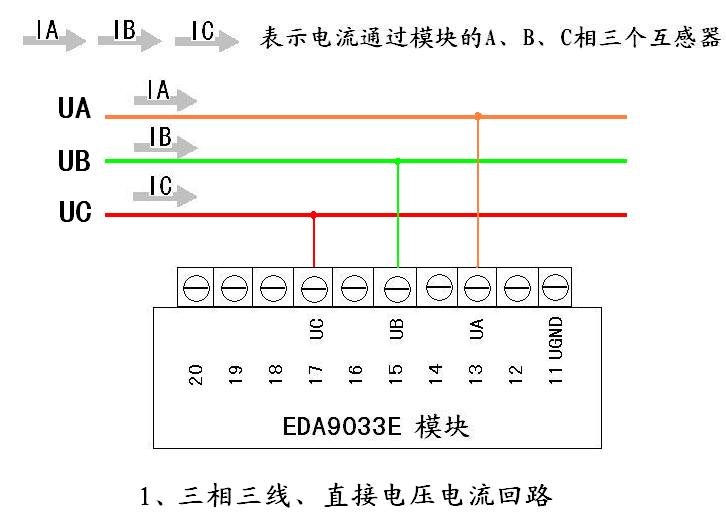 IA IB IC 表示电流通过模块的A、B、C相三个互感器
IA
UA
IB
UB
IC
UC
UC UB UA UGND
20 19 18 17 16 15 14 13 12 11
EDA9033E 模块
1、三相三线、直接电压电流回路